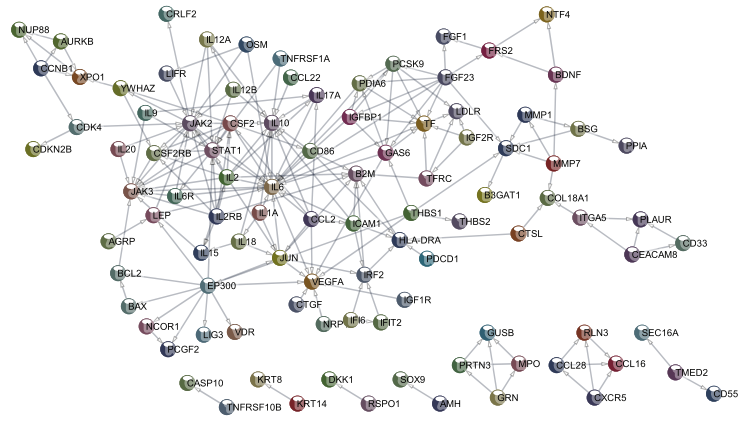 CRLF2
NTF4
NUP88
AURKB
IL12A
OSM
FGF1
FRS2
TNFRSF1A
CCNB1
XPO1
LIFR
CCL22
PCSK9
FGF23
BDNF
YWHAZ
IL12B
IL17A
PDIA6
IL9
IGFBP1
LDLR
MMP1
CDK4
JAK2
CSF2
IL10
TF
IGF2R
BSG
CDKN2B
IL20
CSF2RB
STAT1
CD86
GAS6
SDC1
PPIA
MMP7
IL2
B2M
TFRC
JAK3
IL6R
IL6
B3GAT1
COL18A1
LEP
IL2RB
IL1A
CCL2
ICAM1
THBS1
THBS2
ITGA5
PLAUR
AGRP
IL15
IL18
HLA-DRA
CTSL
CD33
JUN
PDCD1
CEACAM8
BCL2
EP300
VEGFA
IRF2
BAX
CTGF
IGF1R
NCOR1
LIG3
VDR
NRP
IFI6
IFIT2
PCGF2
GUSB
RLN3
SEC16A
PRTN3
MPO
CCL28
CCL16
TMED2
CASP10
KRT8
DKK1
SOX9
GRN
CXCR5
CD55
TNFRSF10B
KRT14
RSPO1
AMH